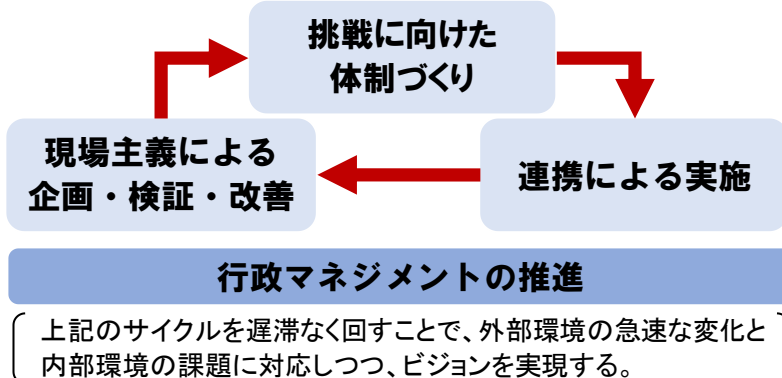 挑戦に向けた
体制づくり
現場主義による
企画・検証・改善
連携による実施
行政マネジメントの推進
上記のサイクルを遅滞なく回すことで、外部環境の急速な変化と
内部環境の課題に対応しつつ、ビジョンを実現する。